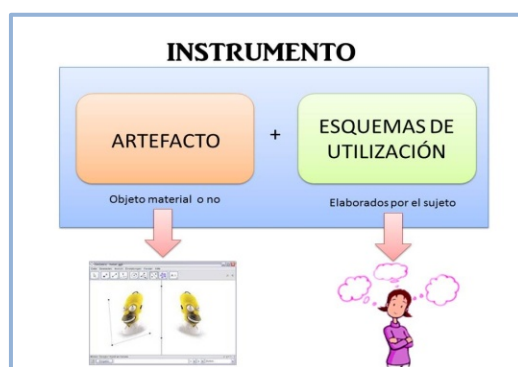 INSTRUMENTO
ARTEFACTO
+
ESQUEMAS DE
UTILIZACIÓN
Objeto material o no
Elaborados por el sujeto